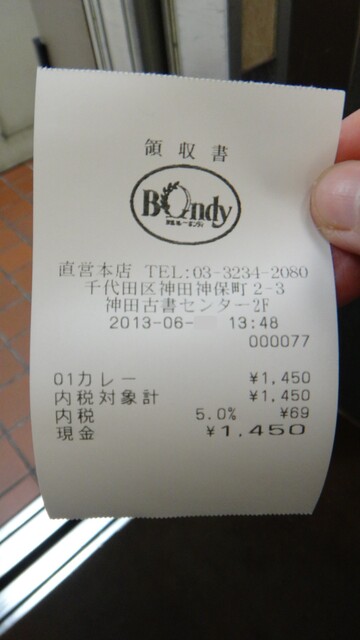 領収書
Bondy
直営本店 TEL:03-3234-2080
千代田区神田神保町2-3
神田古書センター2F
2013-06- 13:48
000077
01カレー ¥1,450
内税対象計 ¥1,450
内税 5.0% ¥69
現金 ¥1,450